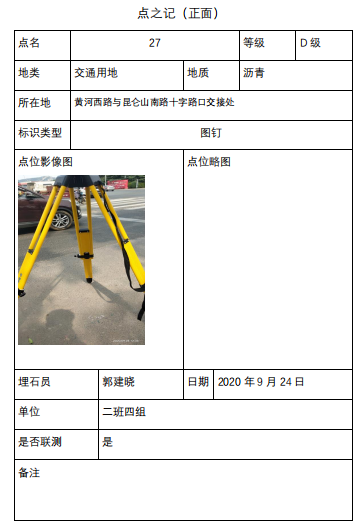 点之记（正面）
点名 27 等级 D 级
地类 交通用地 地质 沥青
所在地 黄河西路与昆仑山南路十字路口交接处
标识类型 图钉
点位影像图 点位略图
埋石员 郭建晓 日期 2020 年 9 月 24 日
单位 二班四组
是否联测 是
备注